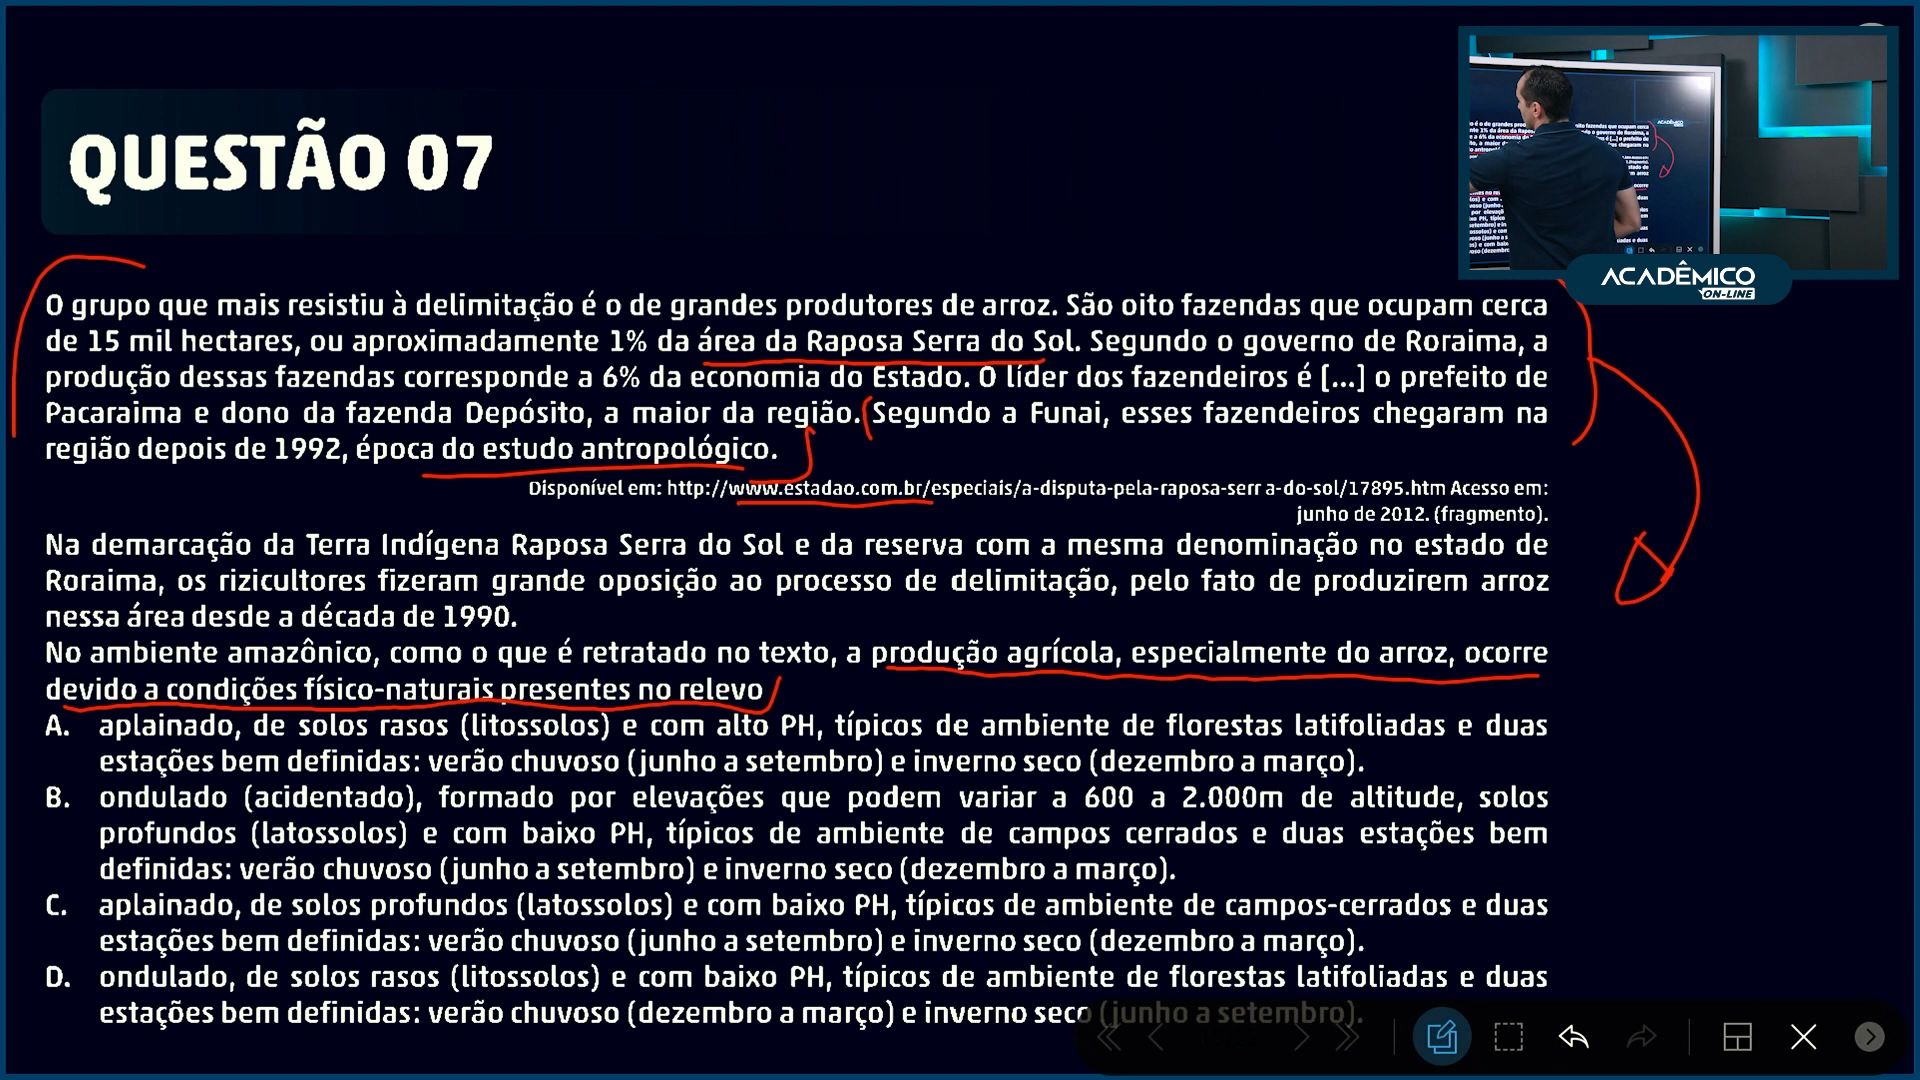 QUESTÃO 07
ACADÊMICO
ON-LINE
O grupo que mais resistiu à delimitação é o de grandes produtores de arroz. São oito fazendas que ocupam cerca
de 15 mil hectares, ou aproximadamente 1% da área da Raposa Serra do Sol. Segundo o governo de Roraima, a
produção dessas fazendas corresponde a 6% da economia do Estado. O líder dos fazendeiros é [...] o prefeito de
Pacaraima e dono da fazenda Depósito, a maior da região. Segundo a Funai, esses fazendeiros chegaram na
região depois de 1992, época do estudo antropológico.
Disponível em: http://www.estadao.com.br/especiais/a-disputa-pela-raposa-serr a-do-sol/17895.htm Acesso em:
junho de 2012. (fragmento).
Na demarcação da Terra Indígena Raposa Serra do Sol e da reserva com a mesma denominação no estado de
Roraima, os rizicultores fizeram grande oposição ao processo de delimitação, pelo fato de produzirem arroz
nessa área desde a década de 1990.
No ambiente amazônico, como o que é retratado no texto, a produção agrícola, especialmente do arroz, ocorre
devido a condições físico-naturais presentes no relevo
A. aplainado, de solos rasos (litossolos) e com alto PH, típicos de ambiente de florestas latifoliadas e duas
estações bem definidas: verão chuvoso (junho a setembro) e inverno seco (dezembro a março).
B. ondulado (acidentado), formado por elevações que podem variar a 600 a 2.000m de altitude, solos
profundos (latossolos) e com baixo PH, típicos de ambiente de campos cerrados e duas estações bem
definidas: verão chuvoso (junho a setembro) e inverno seco (dezembro a março).
C. aplainado, de solos profundos (latossolos) e com baixo PH, típicos de ambiente de campos-cerrados e duas
estações bem definidas: verão chuvoso (junho a setembro) e inverno seco (dezembro a março).
D. ondulado, de solos rasos (litossolos) e com baixo PH, típicos de ambiente de florestas latifoliadas e duas
estações bem definidas: verão chuvoso (dezembro a março) e inverno seco (junho a setembro).